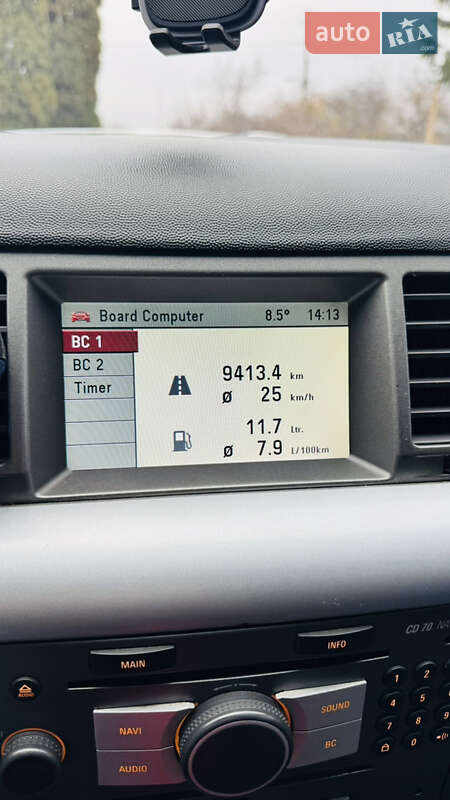 auto RIA .com
Board Computer 8.5° 14:13
BC 1
BC 2
Timer
9413.4 km
Ø 25 km/h
11.7 Ltr.
Ø 7.9 L/100km
CD 70
MAIN
INFO
AUDIO
NAVI
SOUND
AUDIO
BC
1 2
4 5
7 8 9
0